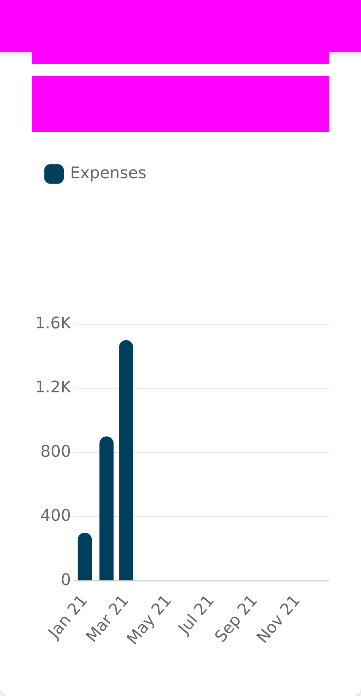 Expenses
1.6K
1.2K
800
400
0
Jan 21
Mar 21
May 21
Jul 21
Sep 21
Nov 21